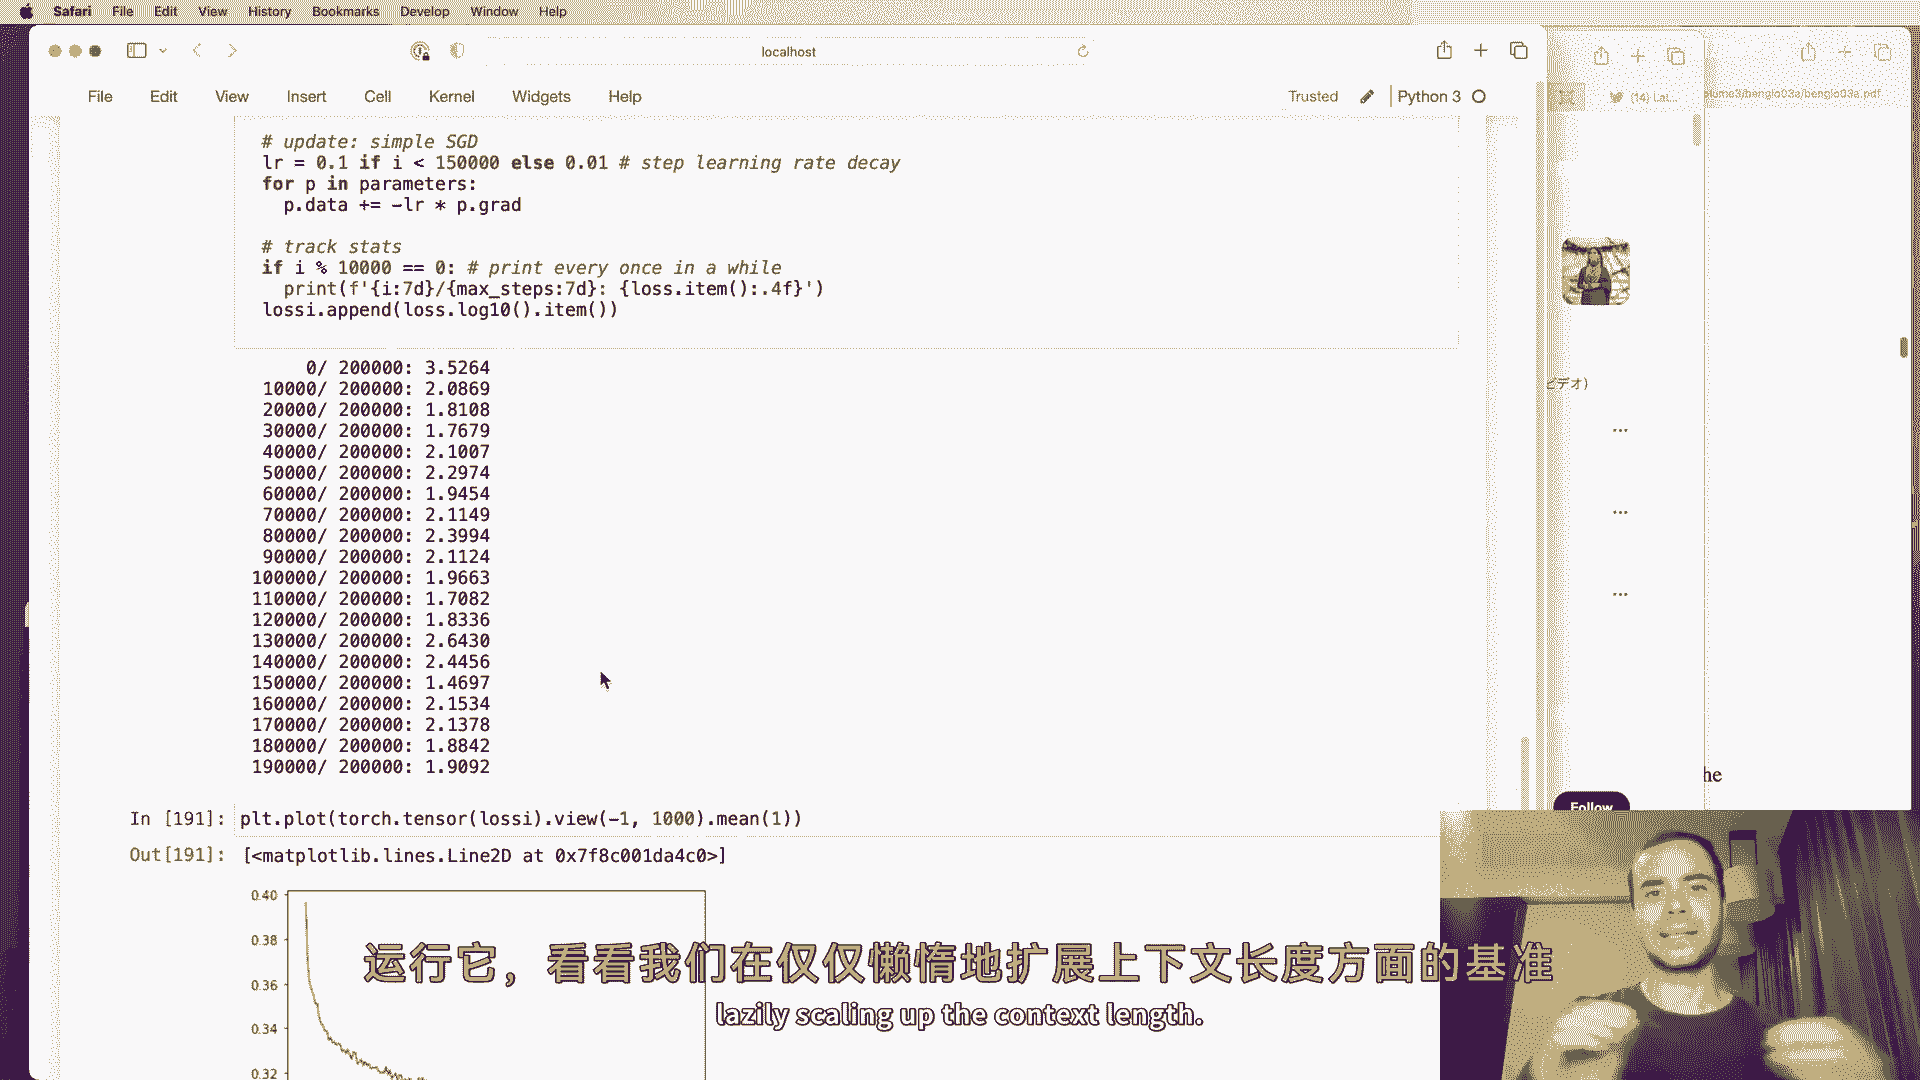 Safari File Edit View History Bookmarks Develop Window Help
localhost
File Edit View Insert Cell Kernel Widgets Help Trusted Python 3
(14) Lat...
olume3/bengio03a/bengio03a.pdf
# update: simple SGD
lr = 0.1 if i < 150000 else 0.01 # step learning rate decay
for p in parameters:
p.data += -lr * p.grad
# track stats
if i % 10000 == 0: # print every once in a while
print(f'{i:7d}/{max_steps:7d}: {loss.item():.4f}')
lossi.append(loss.log10().item())
0/ 200000: 3.5264
10000/ 200000: 2.0869
20000/ 200000: 1.8108
30000/ 200000: 1.7679
40000/ 200000: 2.1007
50000/ 200000: 2.2974
60000/ 200000: 1.9454
70000/ 200000: 2.1149
80000/ 200000: 2.3994
90000/ 200000: 2.1124
100000/ 200000: 1.9663
110000/ 200000: 1.7082
120000/ 200000: 1.8336
130000/ 200000: 2.6430
140000/ 200000: 2.4456
150000/ 200000: 1.4697
160000/ 200000: 2.1534
170000/ 200000: 2.1378
180000/ 200000: 1.8842
190000/ 200000: 1.9092
ビデオ)
...
...
...
he
Follow
In [191]: plt.plot(torch.tensor(lossi).view(-1, 1000).mean(1))
Out[191]: [<matplotlib.lines.Line2D at 0x7f8c001da4c0>]
0.40
0.38
0.36
0.34
0.32
运行它，看看我们在仅仅懒惰地扩展上下文长度方面的基准
lazily scaling up the context length.